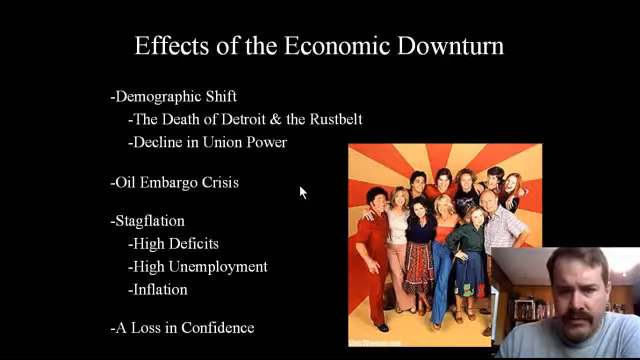 Effects of the Economic Downturn
-Demographic Shift
-The Death of Detroit & the Rustbelt
-Decline in Union Power
-Oil Embargo Crisis
-Stagflation
-High Deficits
-High Unemployment
-Inflation
-A Loss in Confidence